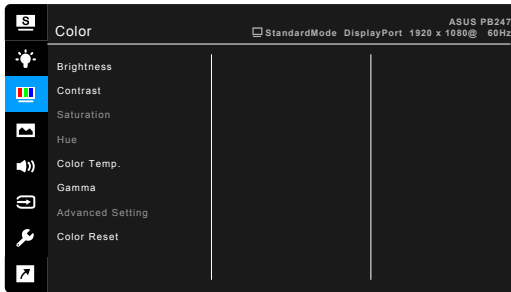 S
ASUS PB247
Color
StandardMode DisplayPort 1920 x 1080@ 60Hz
Brightness
Contrast
Saturation
Hue
Color Temp.
Gamma
Advanced Setting
Color Reset